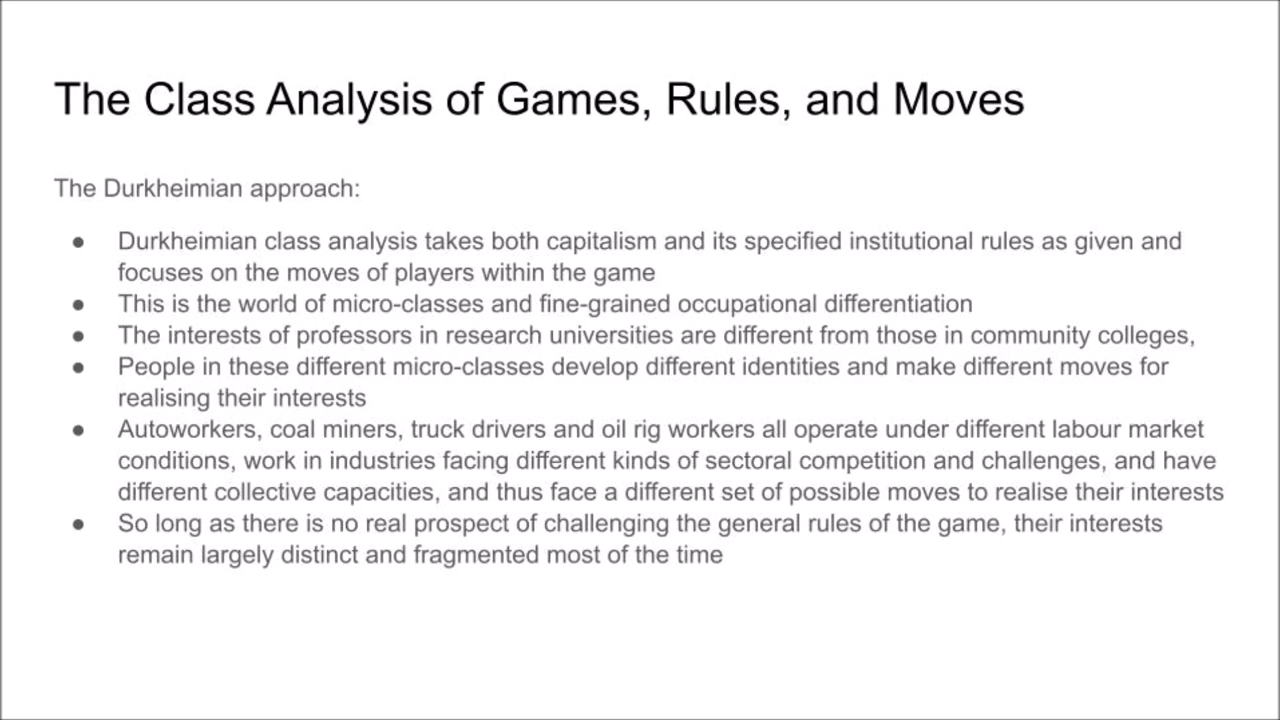 The Class Analysis of Games, Rules, and Moves
The Durkheimian approach:
● Durkheimian class analysis takes both capitalism and its specified institutional rules as given and
focuses on the moves of players within the game
● This is the world of micro-classes and fine-grained occupational differentiation
● The interests of professors in research universities are different from those in community colleges,
● People in these different micro-classes develop different identities and make different moves for
realising their interests
● Autoworkers, coal miners, truck drivers and oil rig workers all operate under different labour market
conditions, work in industries facing different kinds of sectoral competition and challenges, and have
different collective capacities, and thus face a different set of possible moves to realise their interests
● So long as there is no real prospect of challenging the general rules of the game, their interests
remain largely distinct and fragmented most of the time